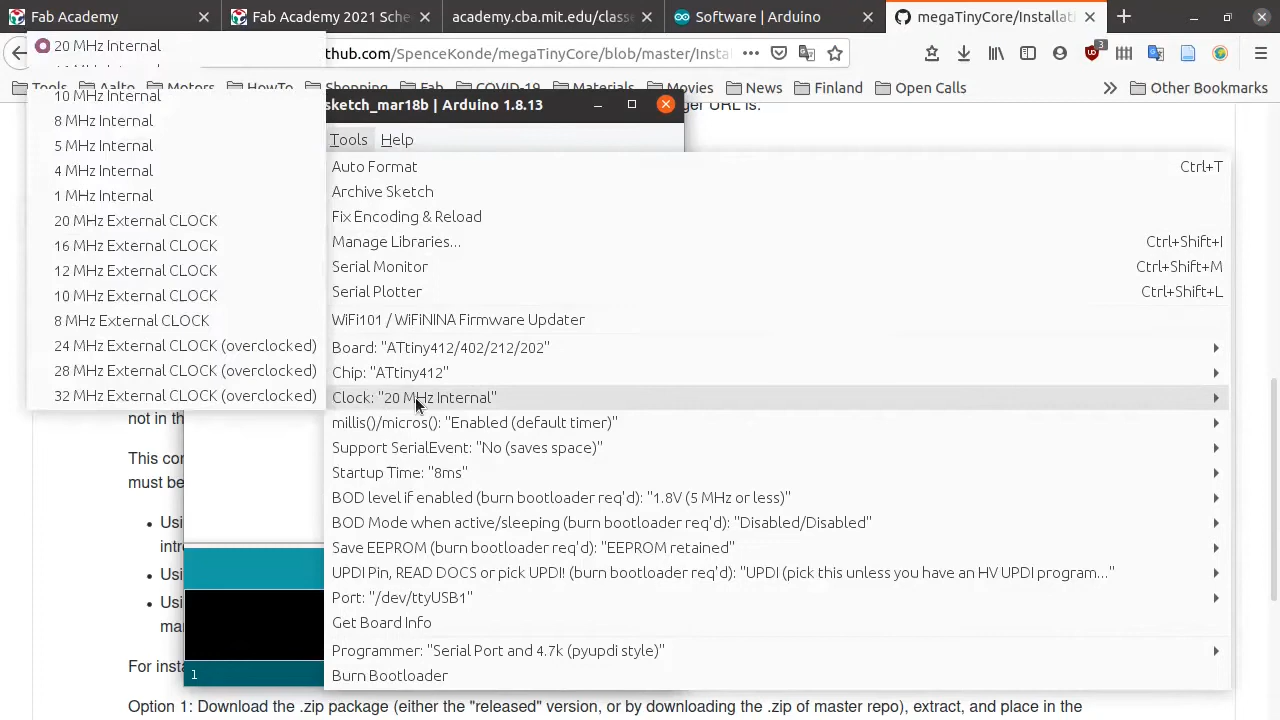 Fab Academy
Fab Academy 2021 Sche
academy.cba.mit.edu/classe
Software | Arduino
megaTinyCore/Installati
20 MHz Internal
thub.com/SpenceKonde/megaTinyCore/blob/master/Insta
3
Tools
Aalto
Motors
HowTo
Shopping
Fab
COVID-19
Materials
Movies
News
Finland
Open Calls
Other Bookmarks
10 MHz Internal
8 MHz Internal
5 MHz Internal
4 MHz Internal
1 MHz Internal
20 MHz External CLOCK
16 MHz External CLOCK
12 MHz External CLOCK
10 MHz External CLOCK
8 MHz External CLOCK
24 MHz External CLOCK (overclocked)
28 MHz External CLOCK (overclocked)
32 MHz External CLOCK (overclocked)
sketch_mar18b | Arduino 1.8.13
ger URL is:
Tools Help
Auto Format Ctrl+T
Archive Sketch
Fix Encoding & Reload
Manage Libraries... Ctrl+Shift+I
Serial Monitor Ctrl+Shift+M
Serial Plotter Ctrl+Shift+L
WiFi101 / WiFiNINA Firmware Updater
Board: "ATtiny412/402/212/202"
Chip: "ATtiny412"
Clock: "20 MHz Internal"
millis()/micros(): "Enabled (default timer)"
Support SerialEvent: "No (saves space)"
Startup Time: "8ms"
BOD level if enabled (burn bootloader req'd): "1.8V (5 MHz or less)"
BOD Mode when active/sleeping (burn bootloader req'd): "Disabled/Disabled"
Save EEPROM (burn bootloader req'd): "EEPROM retained"
UPDI Pin, READ DOCS or pick UPDI! (burn bootloader req'd): "UPDI (pick this unless you have an HV UPDI program..."
Port: "/dev/ttyUSB1"
Get Board Info
Programmer: "Serial Port and 4.7k (pyupdi style)"
Burn Bootloader
not in th
This cor
must be
Usi
intr
Usi
Usi
mar
For insta
1
Option 1: Download the .zip package (either the "released" version, or by downloading the .zip of master repo), extract, and place in the